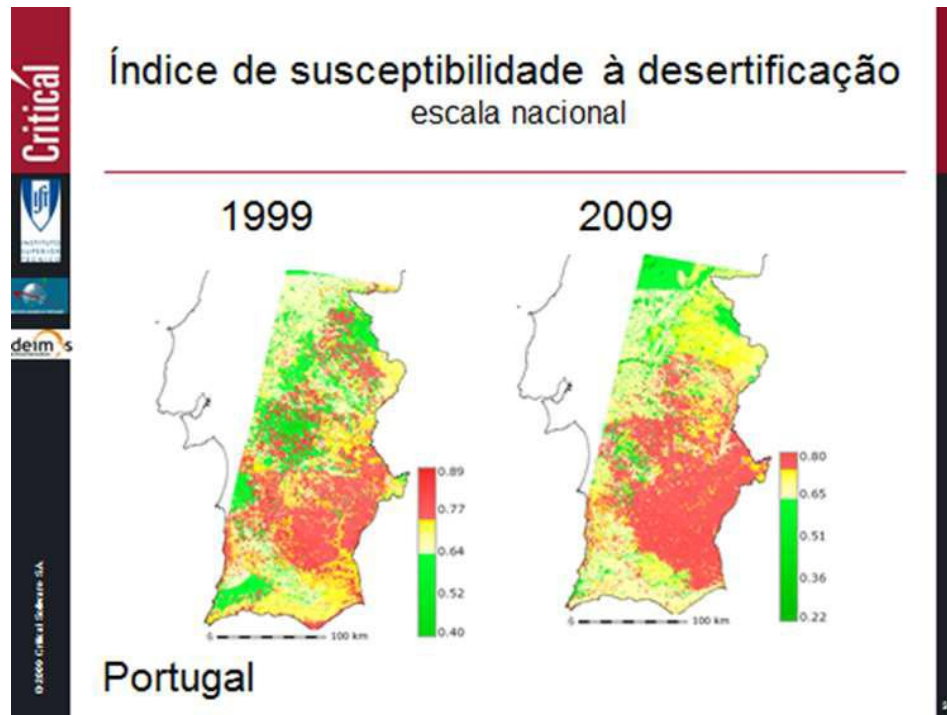 Índice de susceptibilidade à desertificação
escala nacional
Critical
INSTITUTO
SUPERIOR
deim s
©2009 Critical Software SA
1999
2009
0.89
0.77
0.64
0.52
0.40
100 km
0.80
0.65
0.51
0.36
0.22
100 km
Portugal